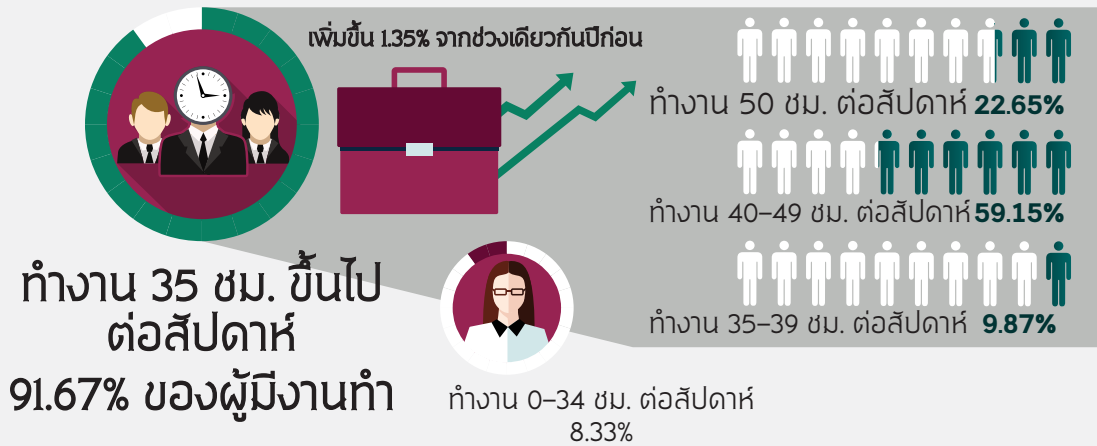 เพิ่มขึ้น 1.35% จากช่วงเดียวกันปีก่อน
ทำงาน 50 ชม. ต่อสัปดาห์ 22.65%
ทำงาน 40–49 ชม. ต่อสัปดาห์ 59.15%
ทำงาน 35–39 ชม. ต่อสัปดาห์ 9.87%
ทำงาน 35 ชม. ขึ้นไป
ต่อสัปดาห์
91.67% ของผู้มีงานทำ
ทำงาน 0–34 ชม. ต่อสัปดาห์
8.33%